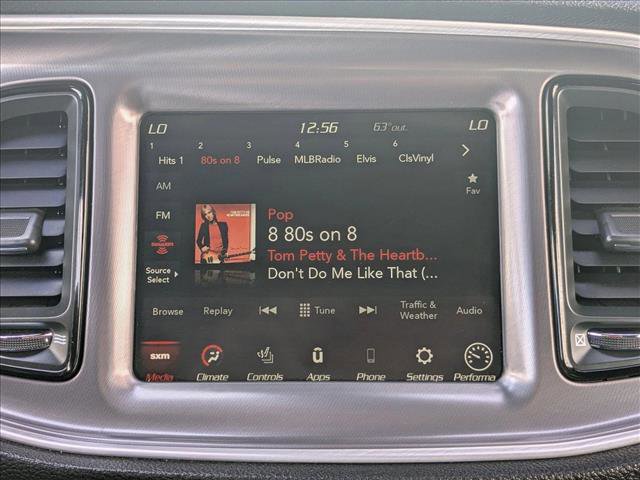 LO 12:56 63°out. LO
1 2 3 4 5 6
Hits 1 80s on 8 Pulse MLBRadio Elvis ClsVinyl
AM
Fav
FM
Pop
8 80s on 8
Tom Petty & The Heartb...
Don't Do Me Like That (...
Source
Select
Browse Replay Tune Traffic &
Weather Audio
sxm
Media Climate Controls Apps Phone Settings Performa